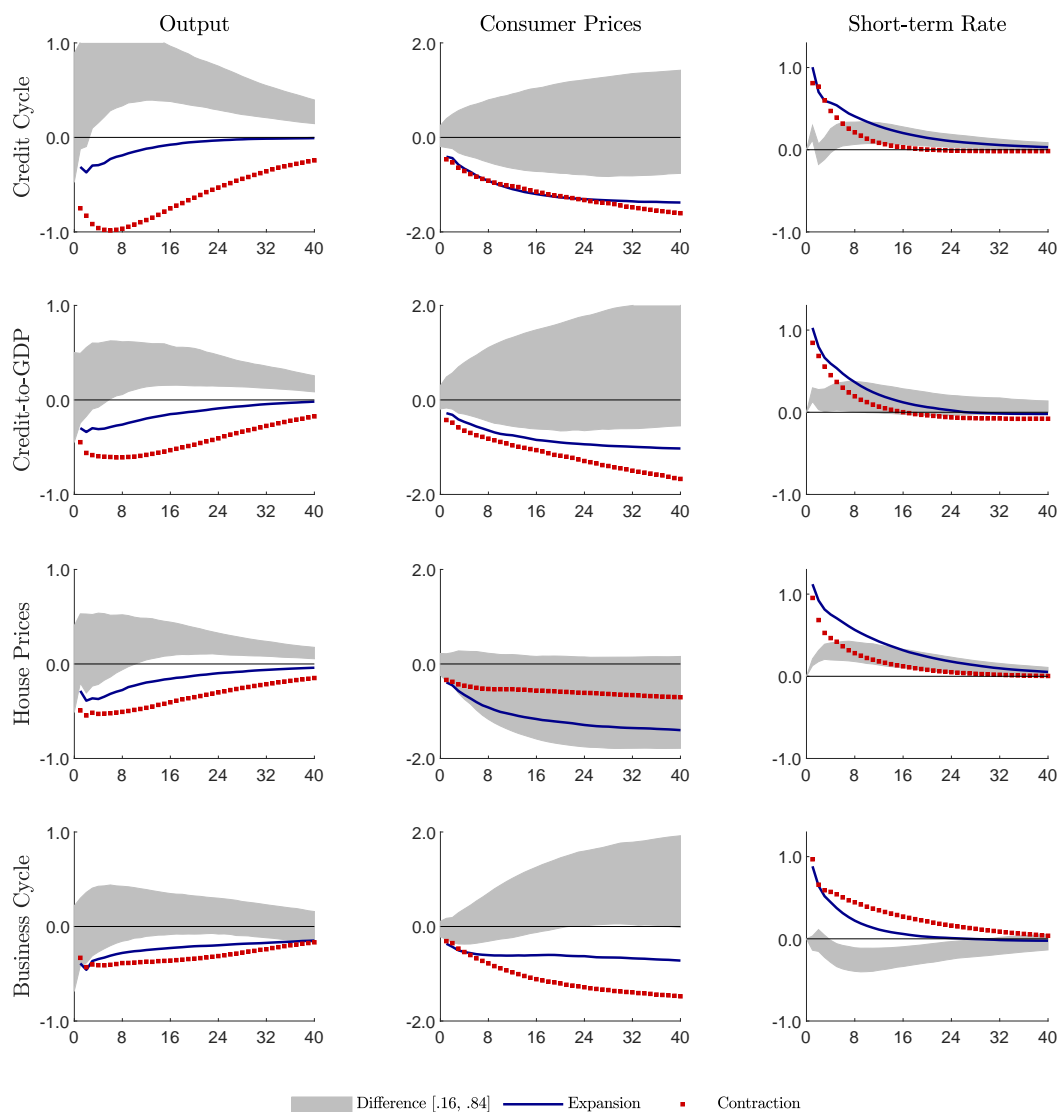 Output Consumer Prices Short-term Rate
Credit Cycle
1.0 2.0 1.0
0.0 0.0 0.0
-1.0 -2.0 -1.0
0 8 16 24 32 40 0 8 16 24 32 40 0 8 16 24 32 40
Credit-to-GDP
1.0 2.0 1.0
0.0 0.0 0.0
-1.0 -2.0 -1.0
0 8 16 24 32 40 0 8 16 24 32 40 0 8 16 24 32 40
House Prices
1.0 2.0 1.0
0.0 0.0 0.0
-1.0 -2.0 -1.0
0 8 16 24 32 40 0 8 16 24 32 40 0 8 16 24 32 40
Business Cycle
1.0 2.0 1.0
0.0 0.0 0.0
-1.0 -2.0 -1.0
0 8 16 24 32 40 0 8 16 24 32 40 0 8 16 24 32 40
Difference [.16, .84] Expansion Contraction